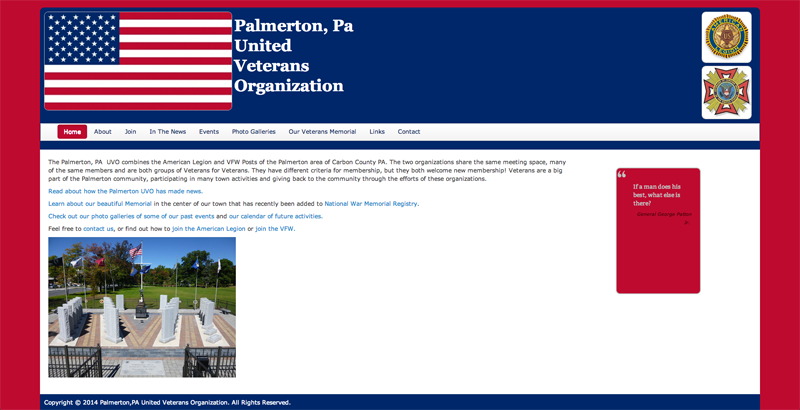 Palmerton, Pa
United
Veterans
Organization
Home About Join In The News Events Photo Galleries Our Veterans Memorial Links Contact
The Palmerton, PA UVO combines the American Legion and VFW Posts of the Palmerton area of Carbon County PA. The two organizations share the same meeting space, many
of the same members and are both groups of Veterans for Veterans. They have different criteria for membership, but they both welcome new membership! Veterans are a big
part of the Palmerton community, participating in many town activities and giving back to the community through the efforts of these organizations.
Read about how the Palmerton UVO has made news.
Learn about our beautiful Memorial in the center of our town that has recently been added to National War Memorial Registry.
Check out our photo galleries of some of our past events and our calendar of future activities.
Feel free to contact us, or find out how to join the American Legion or join the VFW.
“
If a man does his
best, what else is
there?
General George Patton
Copyright © 2014 Palmerton,PA United Veterans Organization. All Rights Reserved.